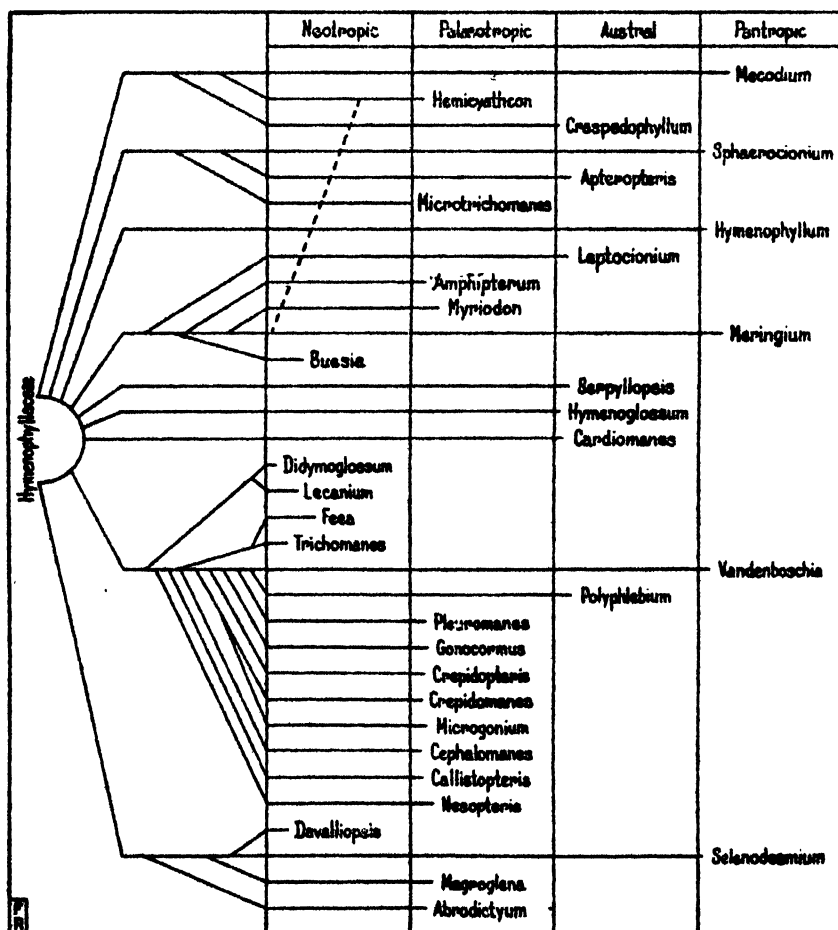 Neotropic Palaeotropic Austral Pantropic
Mecodium
Hemicyatheon
Craspedophyllum
Sphaerocionium
Apteropteris
Microtrichomanes
Hymenophyllum
Leptocionium
Amphipterum
Myriodon
Meringium
Buesia
Serpyllopsis
Hymenoglossum
Cardiomanes
Hymenophyllaceae
Didymoglossum
Lecanium
Feea
Trichomanes
Vandenboschia
Polyphlebium
Pleuromanes
Gonocormus
Crepidopteris
Crepidomanes
Microgonium
Cephalomanes
Callistopteris
Nesopteris
Davalliopsis
Selenodesmium
Macroglena
Abrodictyum